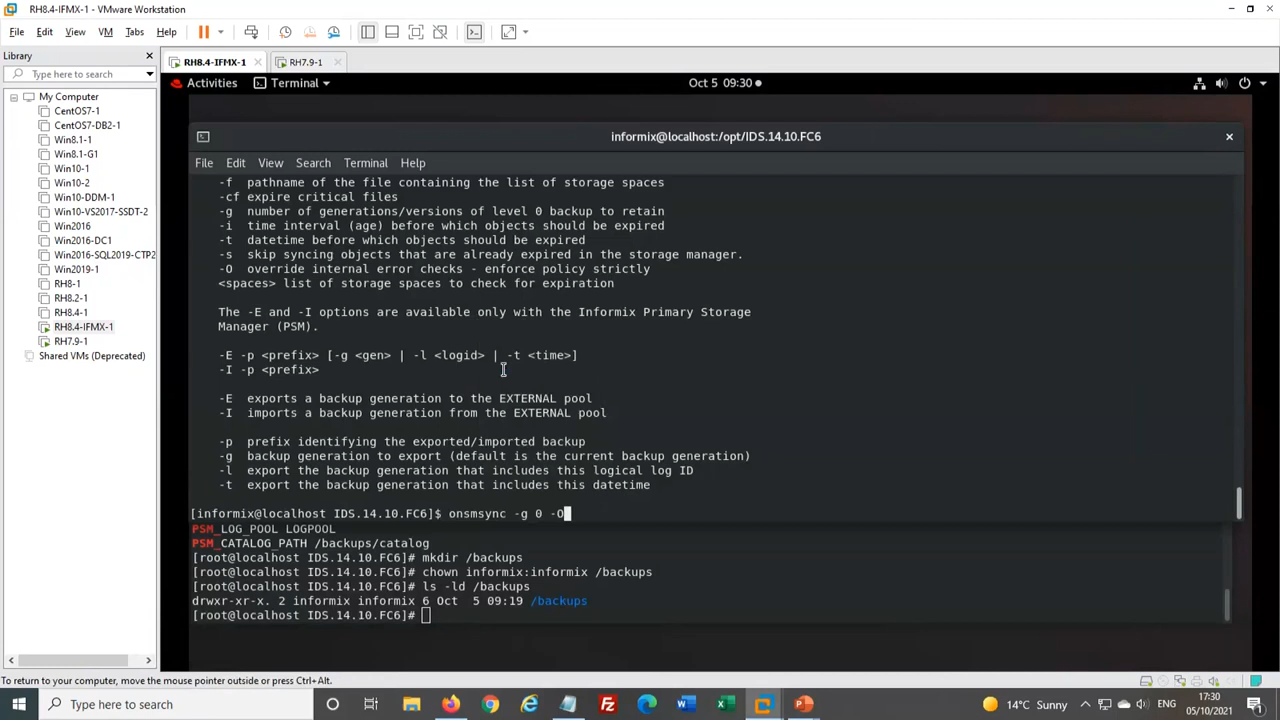 RH8.4-IFMX-1 - VMware Workstation
File Edit View VM Tabs Help
Library
Type here to search
My Computer
CentOS7-1
CentOS7-DB2-1
Win8.1-1
Win8.1-G1
Win10-1
Win10-2
Win10-DDM-1
Win10-VS2017-SSDT-2
Win2016
Win2016-DC1
Win2016-SQL2019-CTP2
Win2019-1
RH8-1
RH8.2-1
RH8.4-1
RH8.4-IFMX-1
RH7.9-1
Shared VMs (Deprecated)
RH8.4-IFMX-1 RH7.9-1
Activities Terminal Oct 5 09:30
informix@localhost:/opt/IDS.14.10.FC6
File Edit View Search Terminal Help
-f pathname of the file containing the list of storage spaces
-cf expire critical files
-g number of generations/versions of level 0 backup to retain
-i time interval (age) before which objects should be expired
-t datetime before which objects should be expired
-s skip syncing objects that are already expired in the storage manager.
-O override internal error checks - enforce policy strictly
<spaces> list of storage spaces to check for expiration
The -E and -I options are available only with the Informix Primary Storage
Manager (PSM).
-E -p <prefix> [-g <gen> | -l <logid> | -t <time>]
-I -p <prefix>
-E exports a backup generation to the EXTERNAL pool
-I imports a backup generation from the EXTERNAL pool
-p prefix identifying the exported/imported backup
-g backup generation to export (default is the current backup generation)
-l export the backup generation that includes this logical log ID
-t export the backup generation that includes this datetime
[informix@localhost IDS.14.10.FC6]$ onsmsync -g 0 -O
PSM_LOG_POOL LOGPOOL
PSM_CATALOG_PATH /backups/catalog
[root@localhost IDS.14.10.FC6]# mkdir /backups
[root@localhost IDS.14.10.FC6]# chown informix:informix /backups
[root@localhost IDS.14.10.FC6]# ls -ld /backups
drwxr-xr-x. 2 informix informix 6 Oct 5 09:19 /backups
[root@localhost IDS.14.10.FC6]#
To return to your computer, move the mouse pointer outside or press Ctrl+Alt.
Type here to search
14°C Sunny
ENG
17:30
05/10/2021